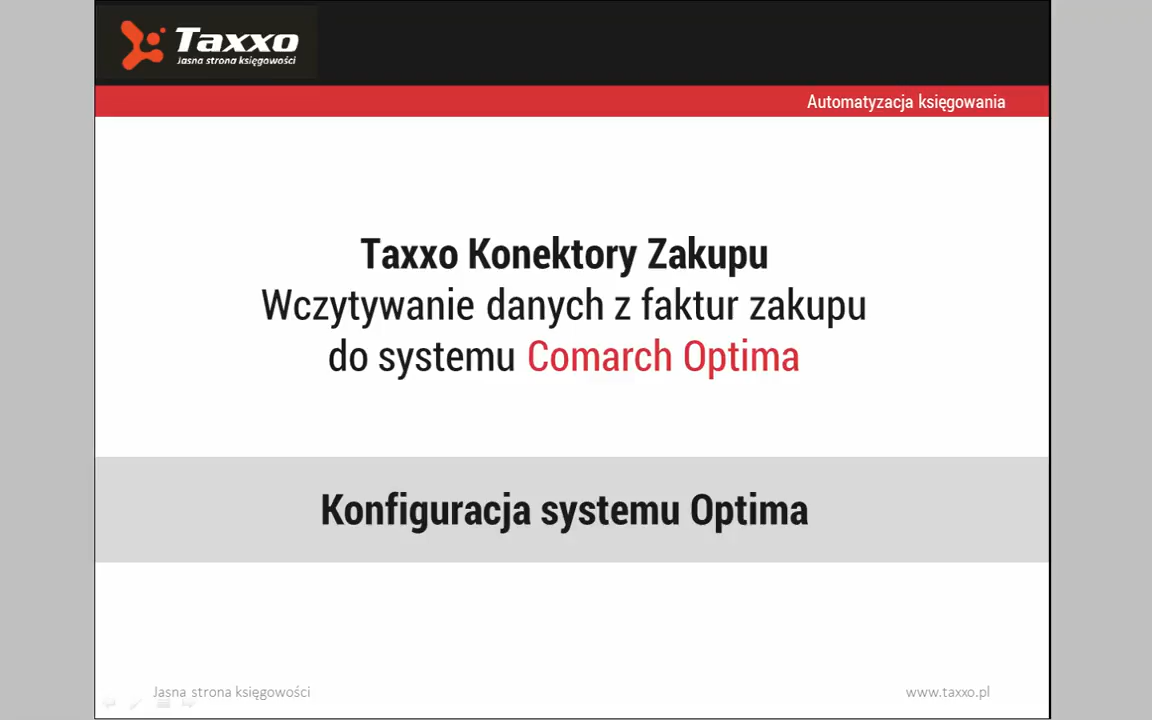 Taxxo
Jasna strona księgowości
Automatyzacja księgowania
Taxxo Konektory Zakupu
Wczytywanie danych z faktur zakupu
do systemu Comarch Optima
Konfiguracja systemu Optima
Jasna strona księgowości
www.taxxo.pl